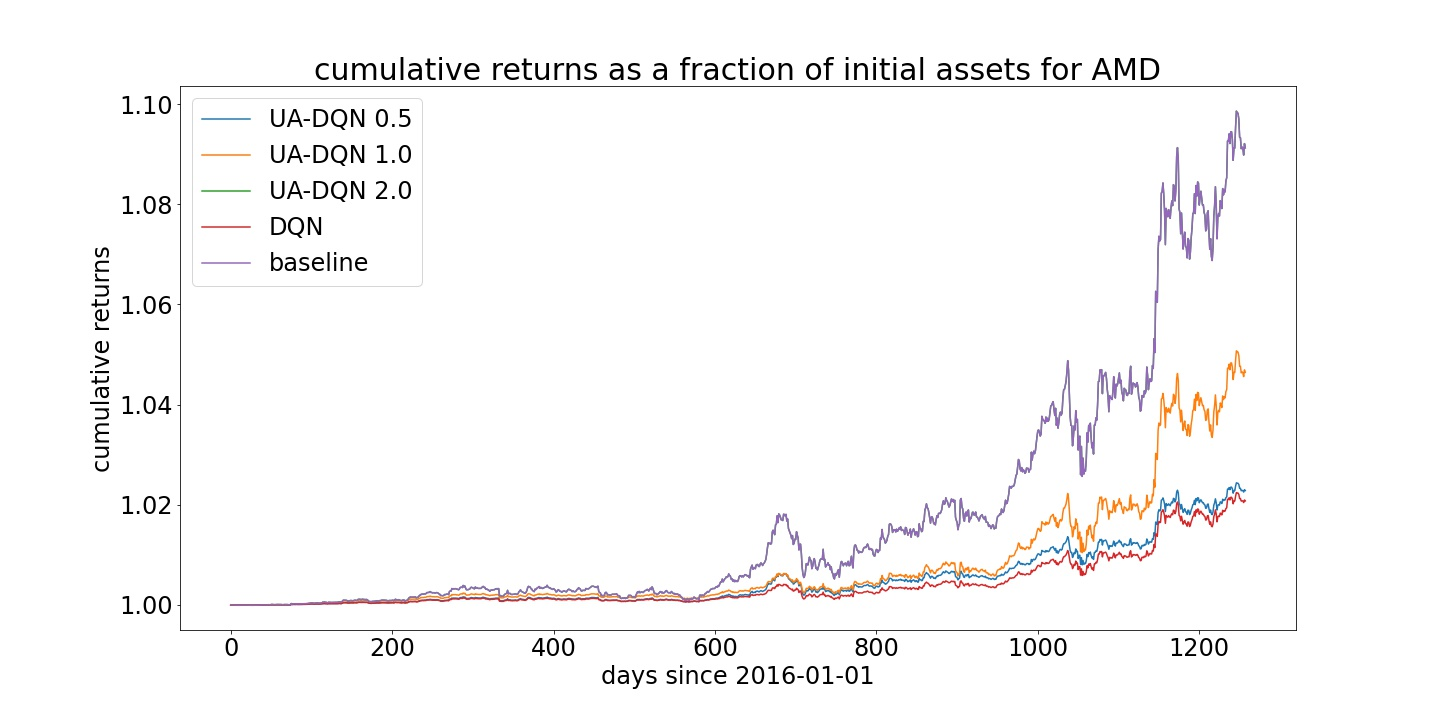 cumulative returns as a fraction of initial assets for AMD
UA-DQN 0.5
UA-DQN 1.0
UA-DQN 2.0
DQN
baseline
cumulative returns
1.10
1.08
1.06
1.04
1.02
1.00
0 200 400 600 800 1000 1200
days since 2016-01-01